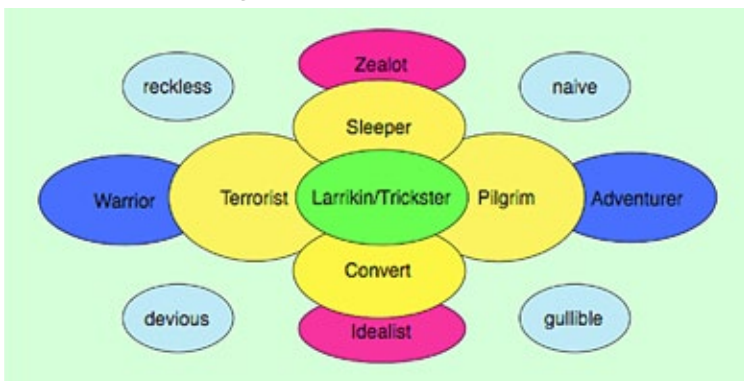 Zealot
reckless
naive
Sleeper
Warrior
Terrorist
Larrikin/Trickster
Pilgrim
Adventurer
Convert
devious
gullible
Idealist